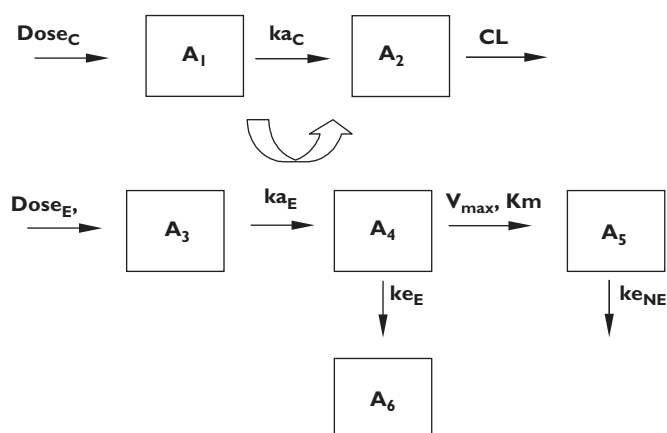 Dose_C
A_1
ka_C
A_2
CL
Dose_E,
A_3
ka_E
A_4
V_max, Km
A_5
ke_E
ke_NE
A_6